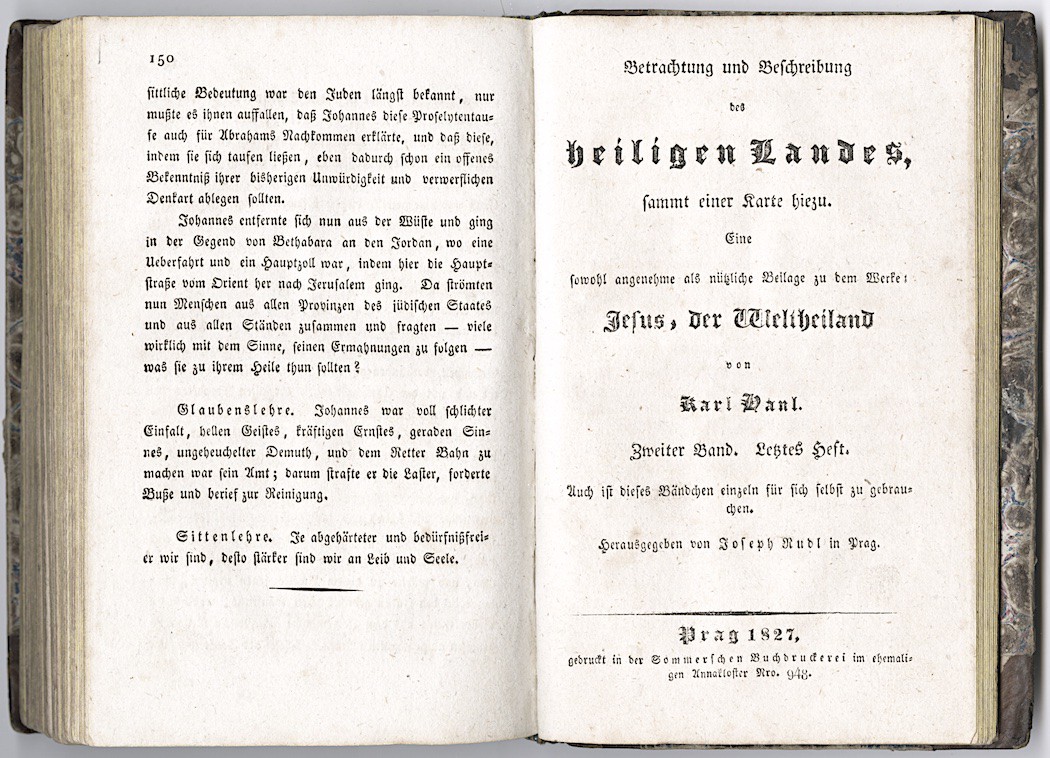 150
sittliche Bedeutung war den Juden längst bekannt, nur
mußte es ihnen auffallen, daß Johannes diese Proselytentau=
fe auch für Abrahams Nachkommen erklärte, und daß diese,
indem sie sich taufen ließen, eben dadurch schon ein offenes
Bekenntniß ihrer bisherigen Unwürdigkeit und verwerflichen
Denkart ablegen sollten.
Johannes entfernte sich nun aus der Wüste und ging
in der Gegend von Bethabara an den Jordan, wo eine
Ueberfahrt und ein Hauptzoll war, indem hier die Haupt=
straße vom Orient her nach Jerusalem ging. Da strömten
nun Menschen aus allen Provinzen des jüdischen Staates
und aus allen Ständen zusammen und fragten — viele
wirklich mit dem Sinne, seinen Ermahnungen zu folgen —
was sie zu ihrem Heile thun sollten?
Glaubenslehre. Johannes war voll schlichter
Einfalt, hellen Geistes, kräftigen Ernstes, geraden Sin=
nes, ungeheuchelter Demuth, und dem Retter Bahn zu
machen war sein Amt; darum strafte er die Laster, forderte
Buße und berief zur Reinigung.
Sittenlehre. Je abgehärteter und bedürfnißfrei=
er wir sind, desto stärker sind wir an Leib und Seele.
Betrachtung und Beschreibung
des
heiligen Landes,
sammt einer Karte hiezu.
Eine
sowohl angenehme als nützliche Beilage zu dem Werke:
Jesus, der Weltheiland
von
Karl Hanl.
Zweiter Band. Letztes Heft.
Auch ist dieses Bändchen einzeln für sich selbst zu gebrau=
chen.
Herausgegeben von Joseph Rudl in Prag.
Prag 1827,
gedruckt in der Sommerschen Buchdruckerei im ehemali=
gen Annakloster Nro. 948.